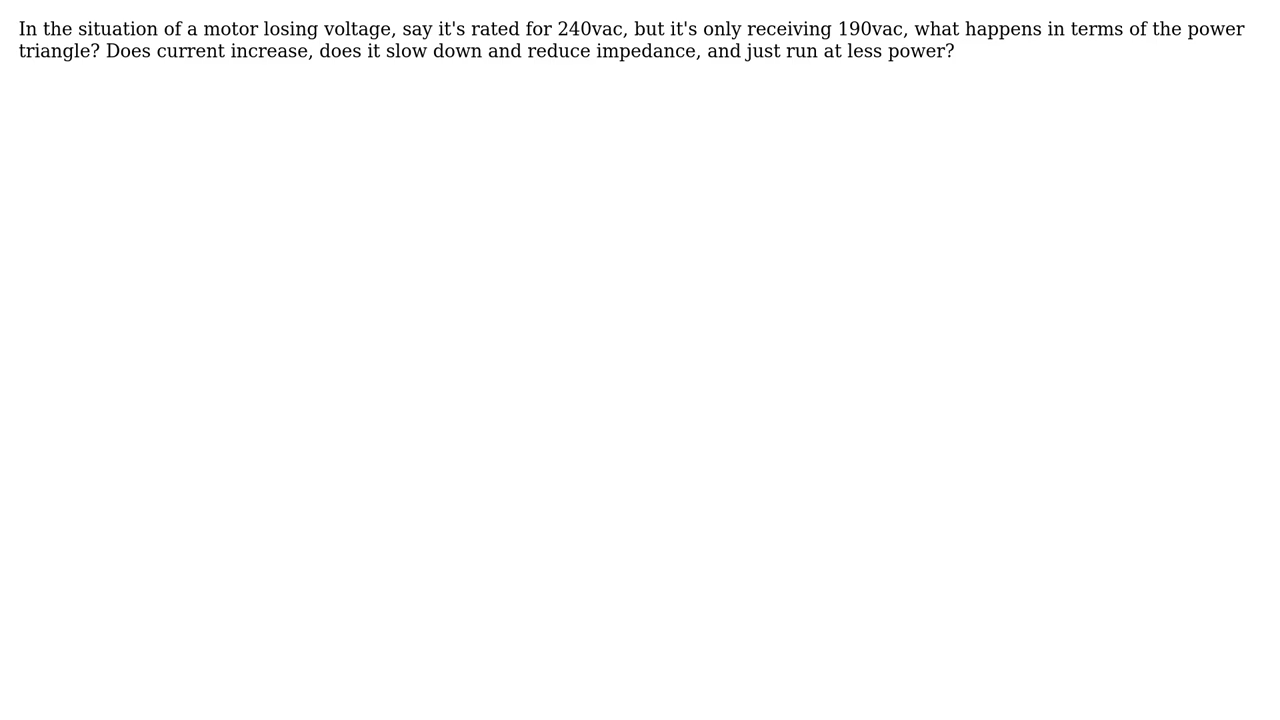 In the situation of a motor losing voltage, say it's rated for 240vac, but it's only receiving 190vac, what happens in terms of the power
triangle? Does current increase, does it slow down and reduce impedance, and just run at less power?